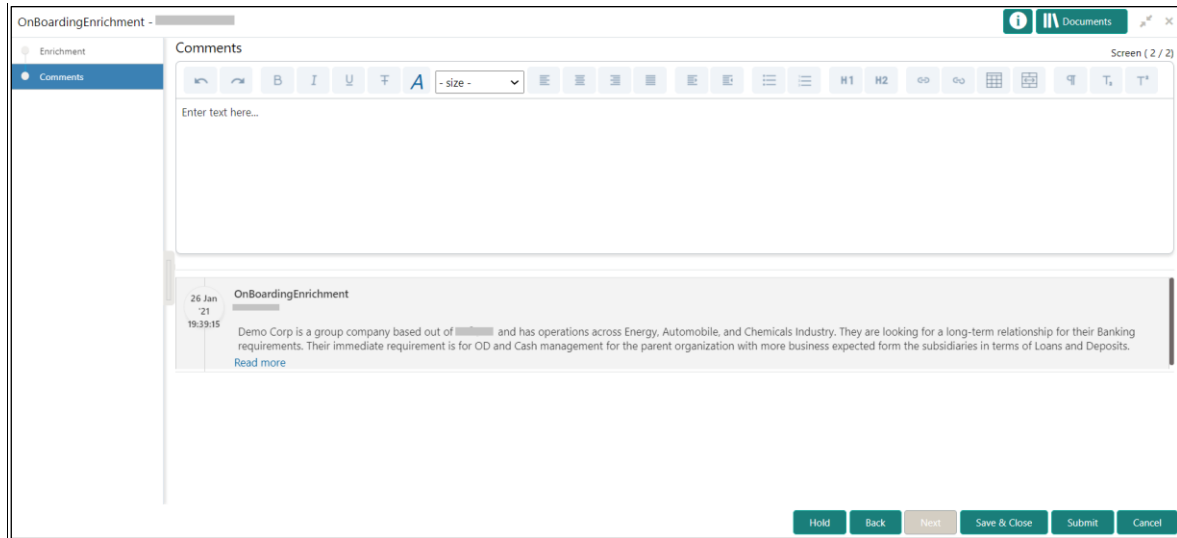 OnBoardingEnrichment -
Documents
Enrichment
Comments
Comments
Screen ( 2 / 2)
B I U T A - size - H1 H2 ¶ Tₓ Tˣ
Enter text here...
26 Jan
'21
19:39:15
OnBoardingEnrichment
Demo Corp is a group company based out of and has operations across Energy, Automobile, and Chemicals Industry. They are looking for a long-term relationship for their Banking
requirements. Their immediate requirement is for OD and Cash management for the parent organization with more business expected form the subsidiaries in terms of Loans and Deposits.
Read more
Hold Back Next Save & Close Submit Cancel